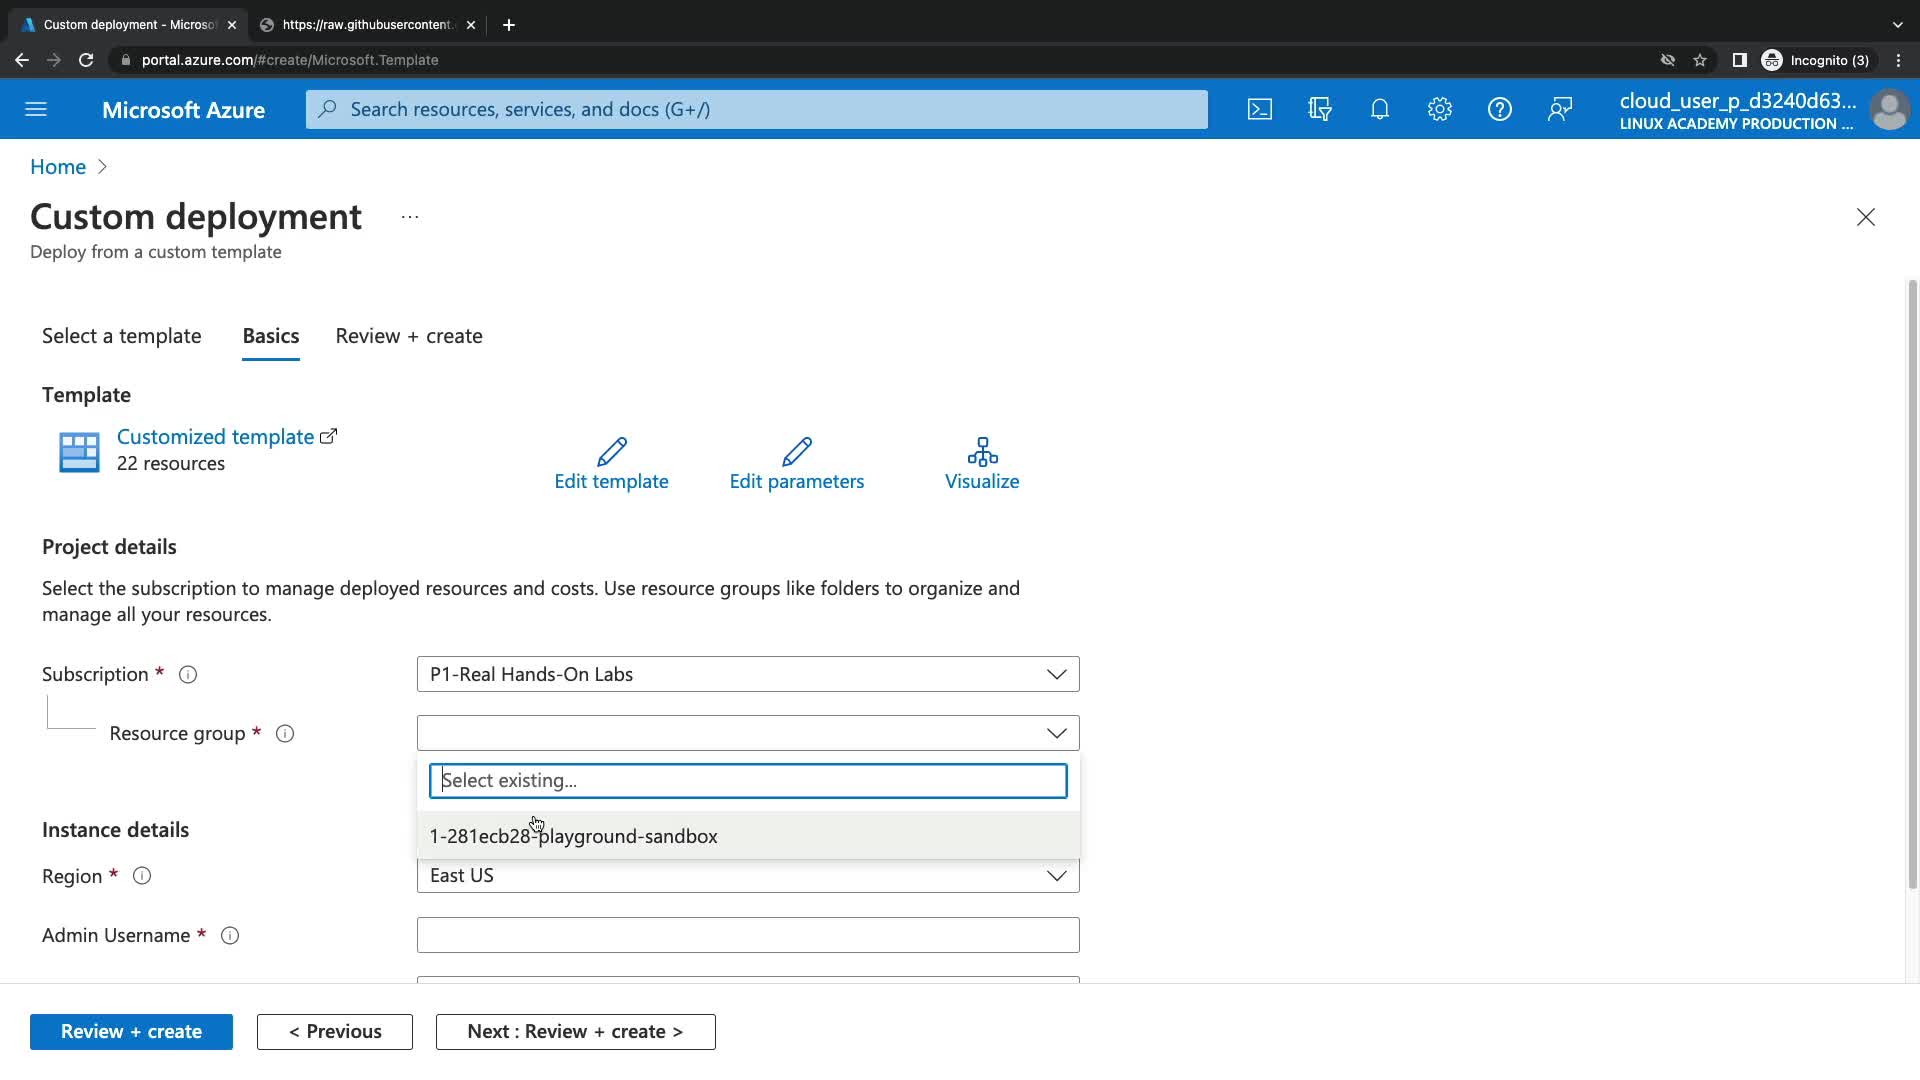 Custom deployment - Microsof
https://raw.githubusercontent.
portal.azure.com/#create/Microsoft.Template
Incognito (3)
Microsoft Azure
Search resources, services, and docs (G+/)
cloud_user_p_d3240d63...
LINUX ACADEMY PRODUCTION ...
Home >
Custom deployment ...
Deploy from a custom template
Select a template Basics Review + create
Template
Customized template
22 resources
Edit template
Edit parameters
Visualize
Project details
Select the subscription to manage deployed resources and costs. Use resource groups like folders to organize and
manage all your resources.
Subscription *
P1-Real Hands-On Labs
Resource group *
Select existing...
1-281ecb28-playground-sandbox
Instance details
Region *
East US
Admin Username *
Review + create
< Previous
Next : Review + create >